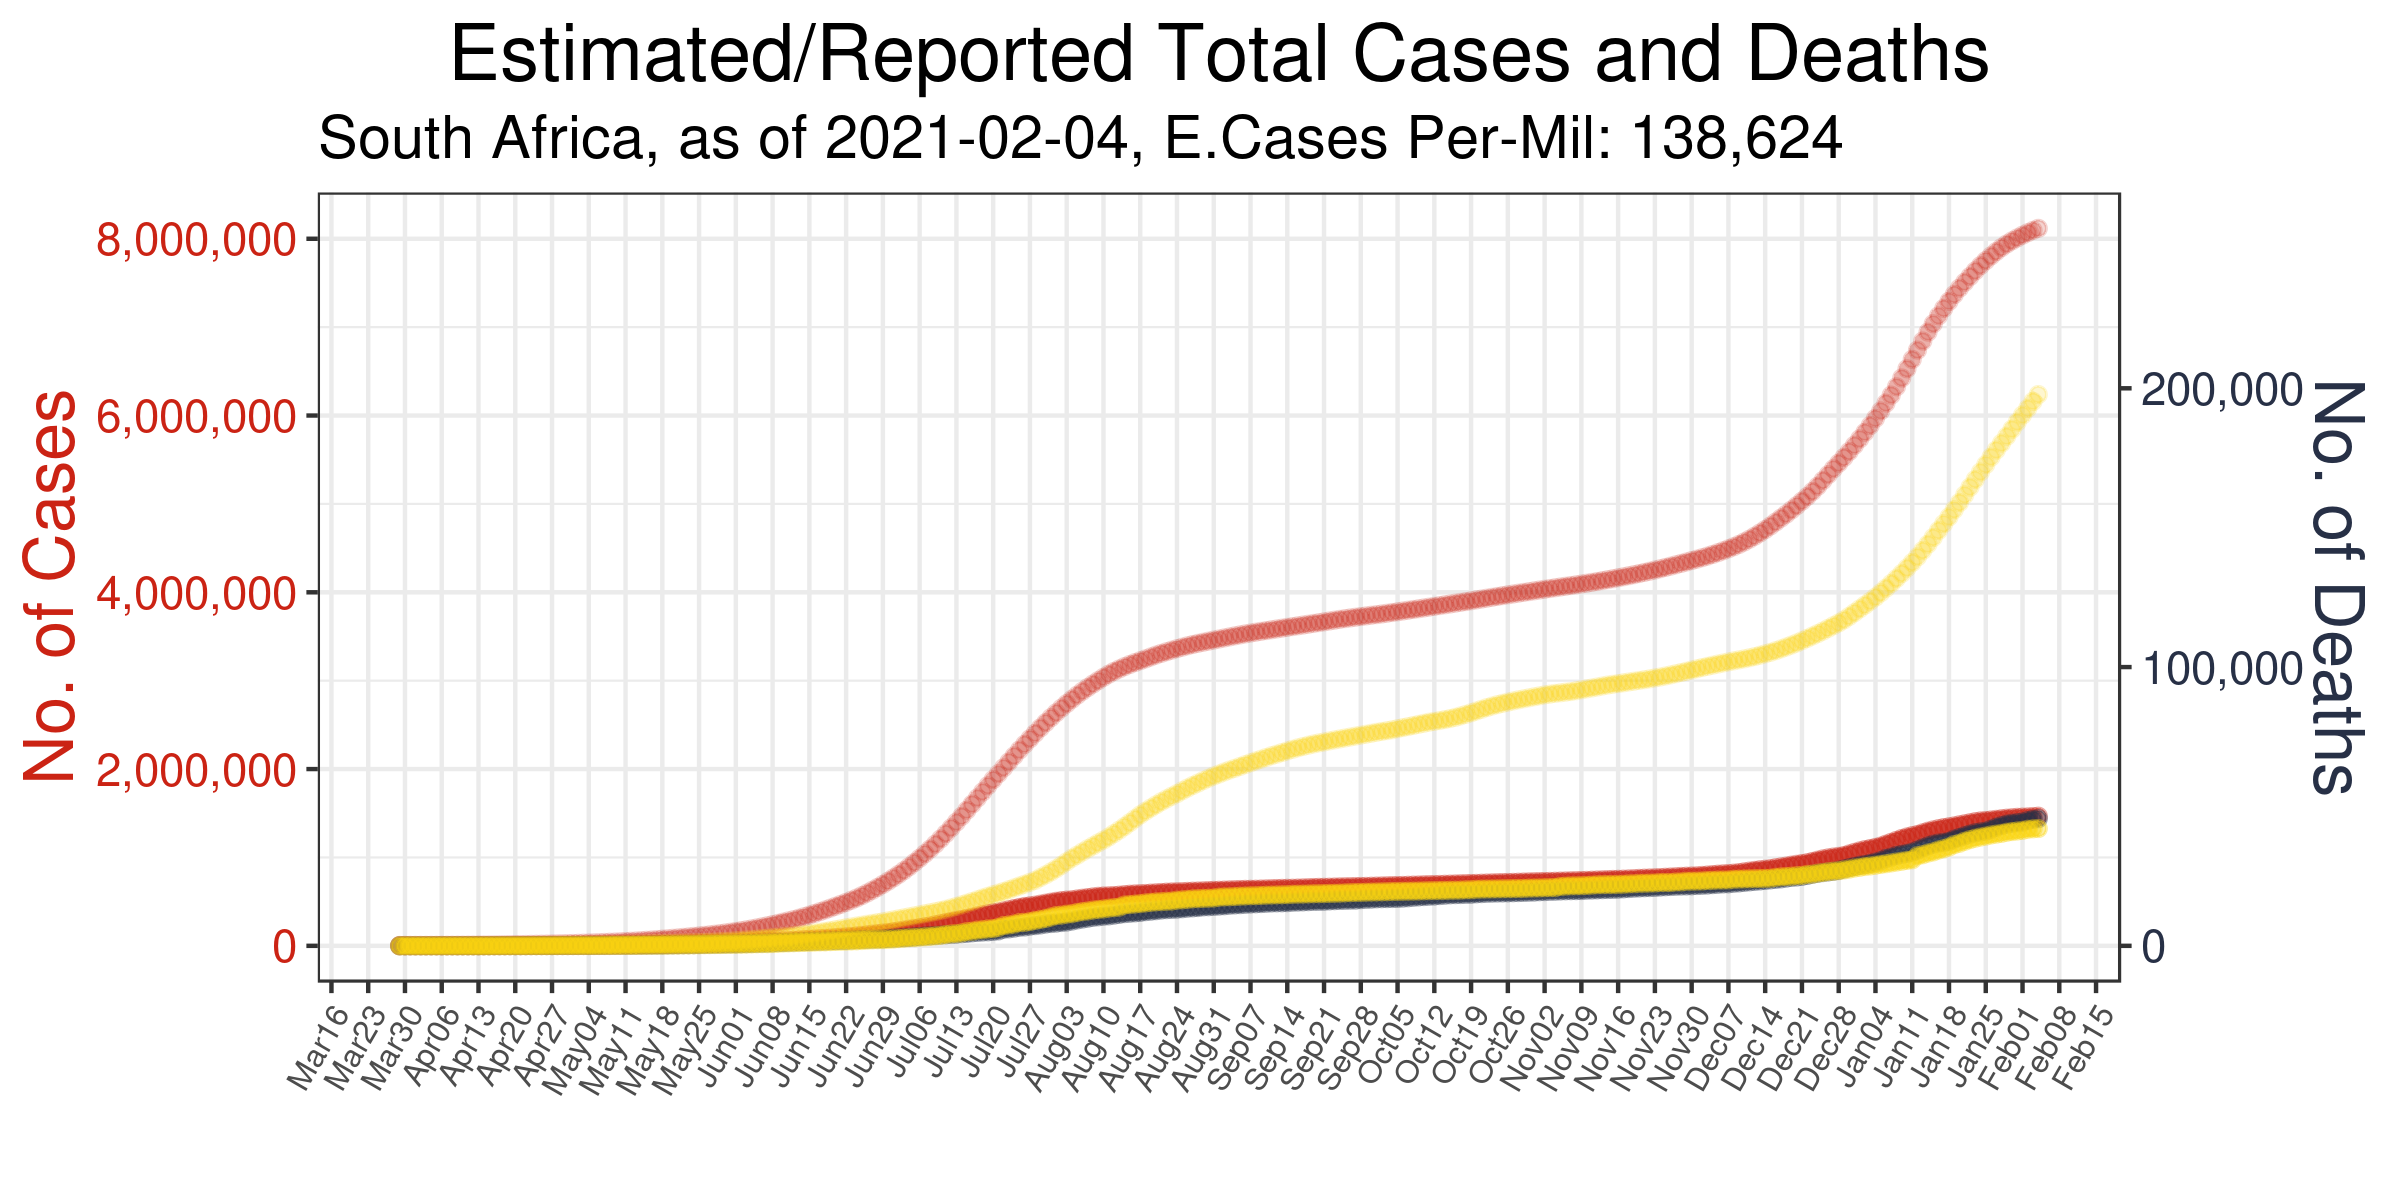 Estimated/Reported Total Cases and Deaths
South Africa, as of 2021-02-04, E.Cases Per-Mil: 138,624
No. of Cases
8,000,000
6,000,000
4,000,000
2,000,000
0
200,000
100,000
0
No. of Deaths
Mar16
Mar23
Mar30
Apr06
Apr13
Apr20
Apr27
May04
May11
May18
May25
Jun01
Jun08
Jun15
Jun22
Jun29
Jul06
Jul13
Jul20
Jul27
Aug03
Aug10
Aug17
Aug24
Aug31
Sep07
Sep14
Sep21
Sep28
Oct05
Oct12
Oct19
Oct26
Nov02
Nov09
Nov16
Nov23
Nov30
Dec07
Dec14
Dec21
Dec28
Jan04
Jan11
Jan18
Jan25
Feb01
Feb08
Feb15